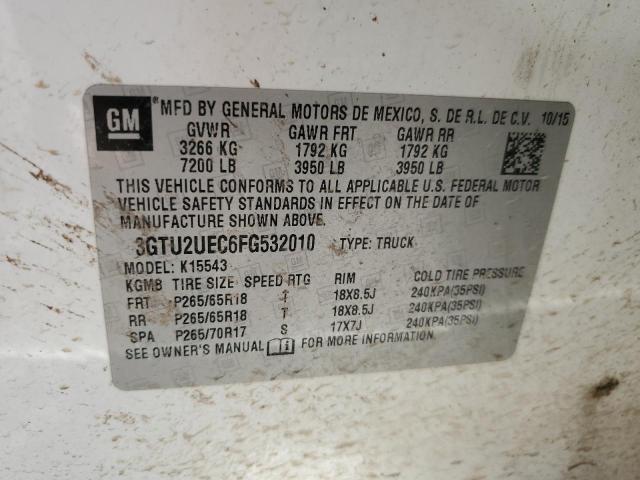 GM
® MFD BY GENERAL MOTORS DE MEXICO, S. DE R.L. DE C.V. 10/15
GVWR GAWR FRT GAWR RR
3266 KG 1792 KG 1792 KG
7200 LB 3950 LB 3950 LB
THIS VEHICLE CONFORMS TO ALL APPLICABLE U.S. FEDERAL MOTOR
VEHICLE SAFETY STANDARDS IN EFFECT ON THE DATE OF
MANUFACTURE SHOWN ABOVE.
3GTU2UEC6FG532010 TYPE: TRUCK
MODEL: K15543
KGMB TIRE SIZE SPEED RTG RIM COLD TIRE PRESSURE
FRT P265/65R18 T 18X8.5J 240KPA(35PSI)
RR P265/65R18 T 18X8.5J 240KPA(35PSI)
SPA P265/70R17 S 17X7J 240KPA(35PSI)
SEE OWNER'S MANUAL FOR MORE INFORMATION.